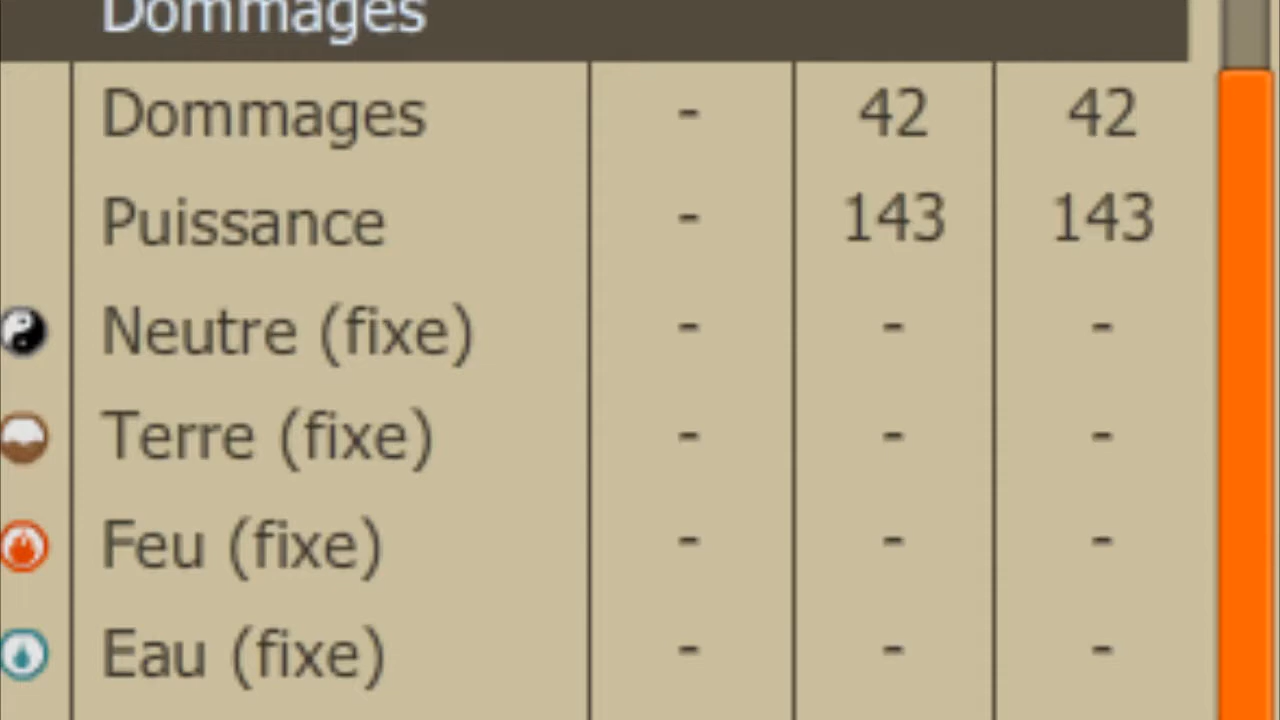 Dommages
Dommages - 42 42
Puissance - 143 143
Neutre (fixe) - - -
Terre (fixe) - - -
Feu (fixe) - - -
Eau (fixe) - - -